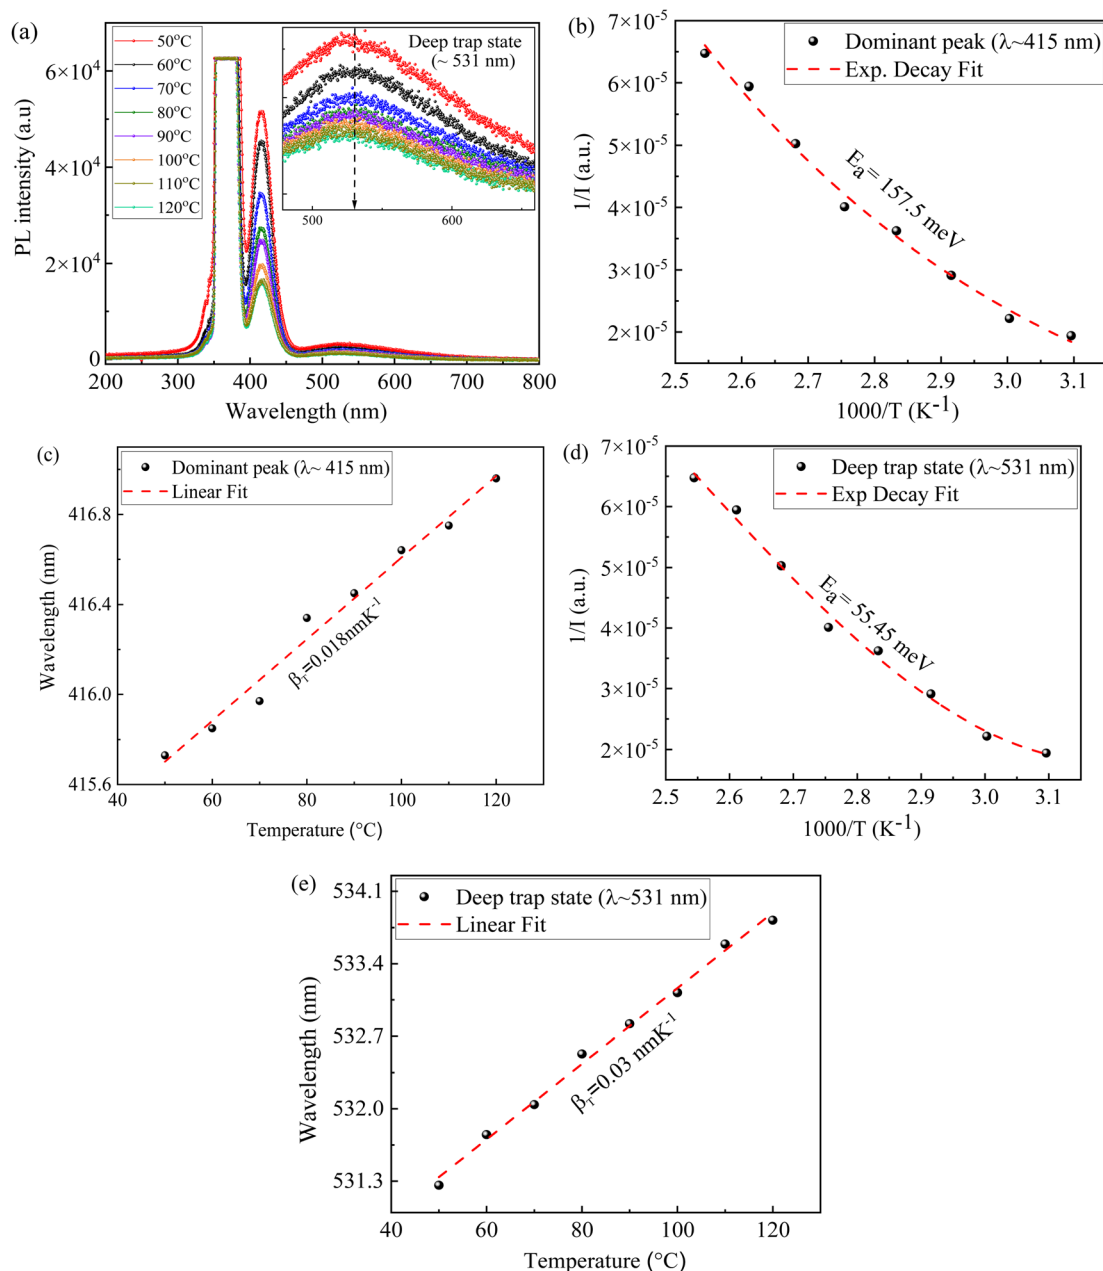 (a)
PL intensity (a.u)
6×10⁴
4×10⁴
2×10⁴
0
50°C
60°C
70°C
80°C
90°C
100°C
110°C
120°C
Deep trap state
(~ 531 nm)
500
600
200
300
400
500
600
700
800
Wavelength (nm)
(b)
1/I (a.u.)
7×10⁻⁵
6×10⁻⁵
5×10⁻⁵
4×10⁻⁵
3×10⁻⁵
2×10⁻⁵
Dominant peak (λ~415 nm)
Exp. Decay Fit
Eₐ= 157.5 meV
2.5
2.6
2.7
2.8
2.9
3.0
3.1
1000/T (K⁻¹)
(c)
Wavelength (nm)
416.8
416.4
416.0
415.6
Dominant peak (λ~ 415 nm)
Linear Fit
β_T=0.018nmK⁻¹
40
60
80
100
120
Temperature (°C)
(d)
1/I (a.u.)
7×10⁻⁵
6×10⁻⁵
5×10⁻⁵
4×10⁻⁵
3×10⁻⁵
2×10⁻⁵
Deep trap state (λ~531 nm)
Exp Decay Fit
Eₐ= 55.45 meV
2.5
2.6
2.7
2.8
2.9
3.0
3.1
1000/T (K⁻¹)
(e)
Wavelength (nm)
534.1
533.4
532.7
532.0
531.3
Deep trap state (λ~531 nm)
Linear Fit
β_T=0.03 nmK⁻¹
40
60
80
100
120
Temperature (°C)